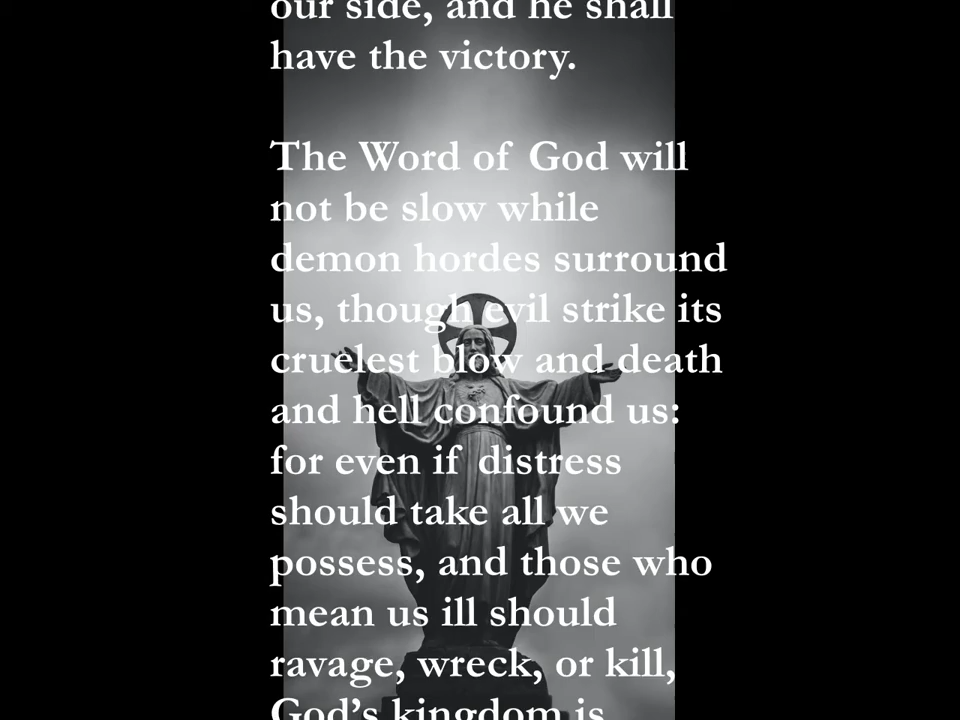 our side, and he shall
have the victory.
The Word of God will
not be slow while
demon hordes surround
us, though evil strike its
cruelest blow and death
and hell confound us:
for even if distress
should take all we
possess, and those who
mean us ill should
ravage, wreck, or kill,
God's kingdom is